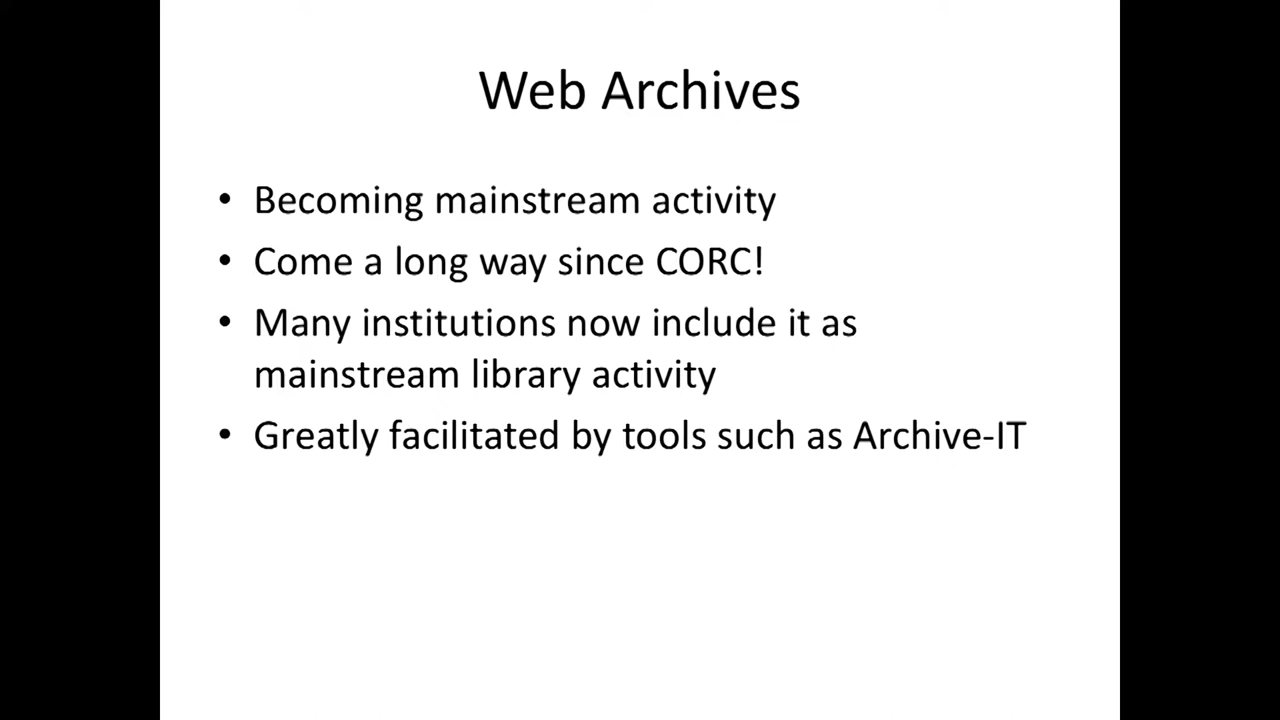 Web Archives
• Becoming mainstream activity
• Come a long way since CORC!
• Many institutions now include it as
mainstream library activity
• Greatly facilitated by tools such as Archive-IT